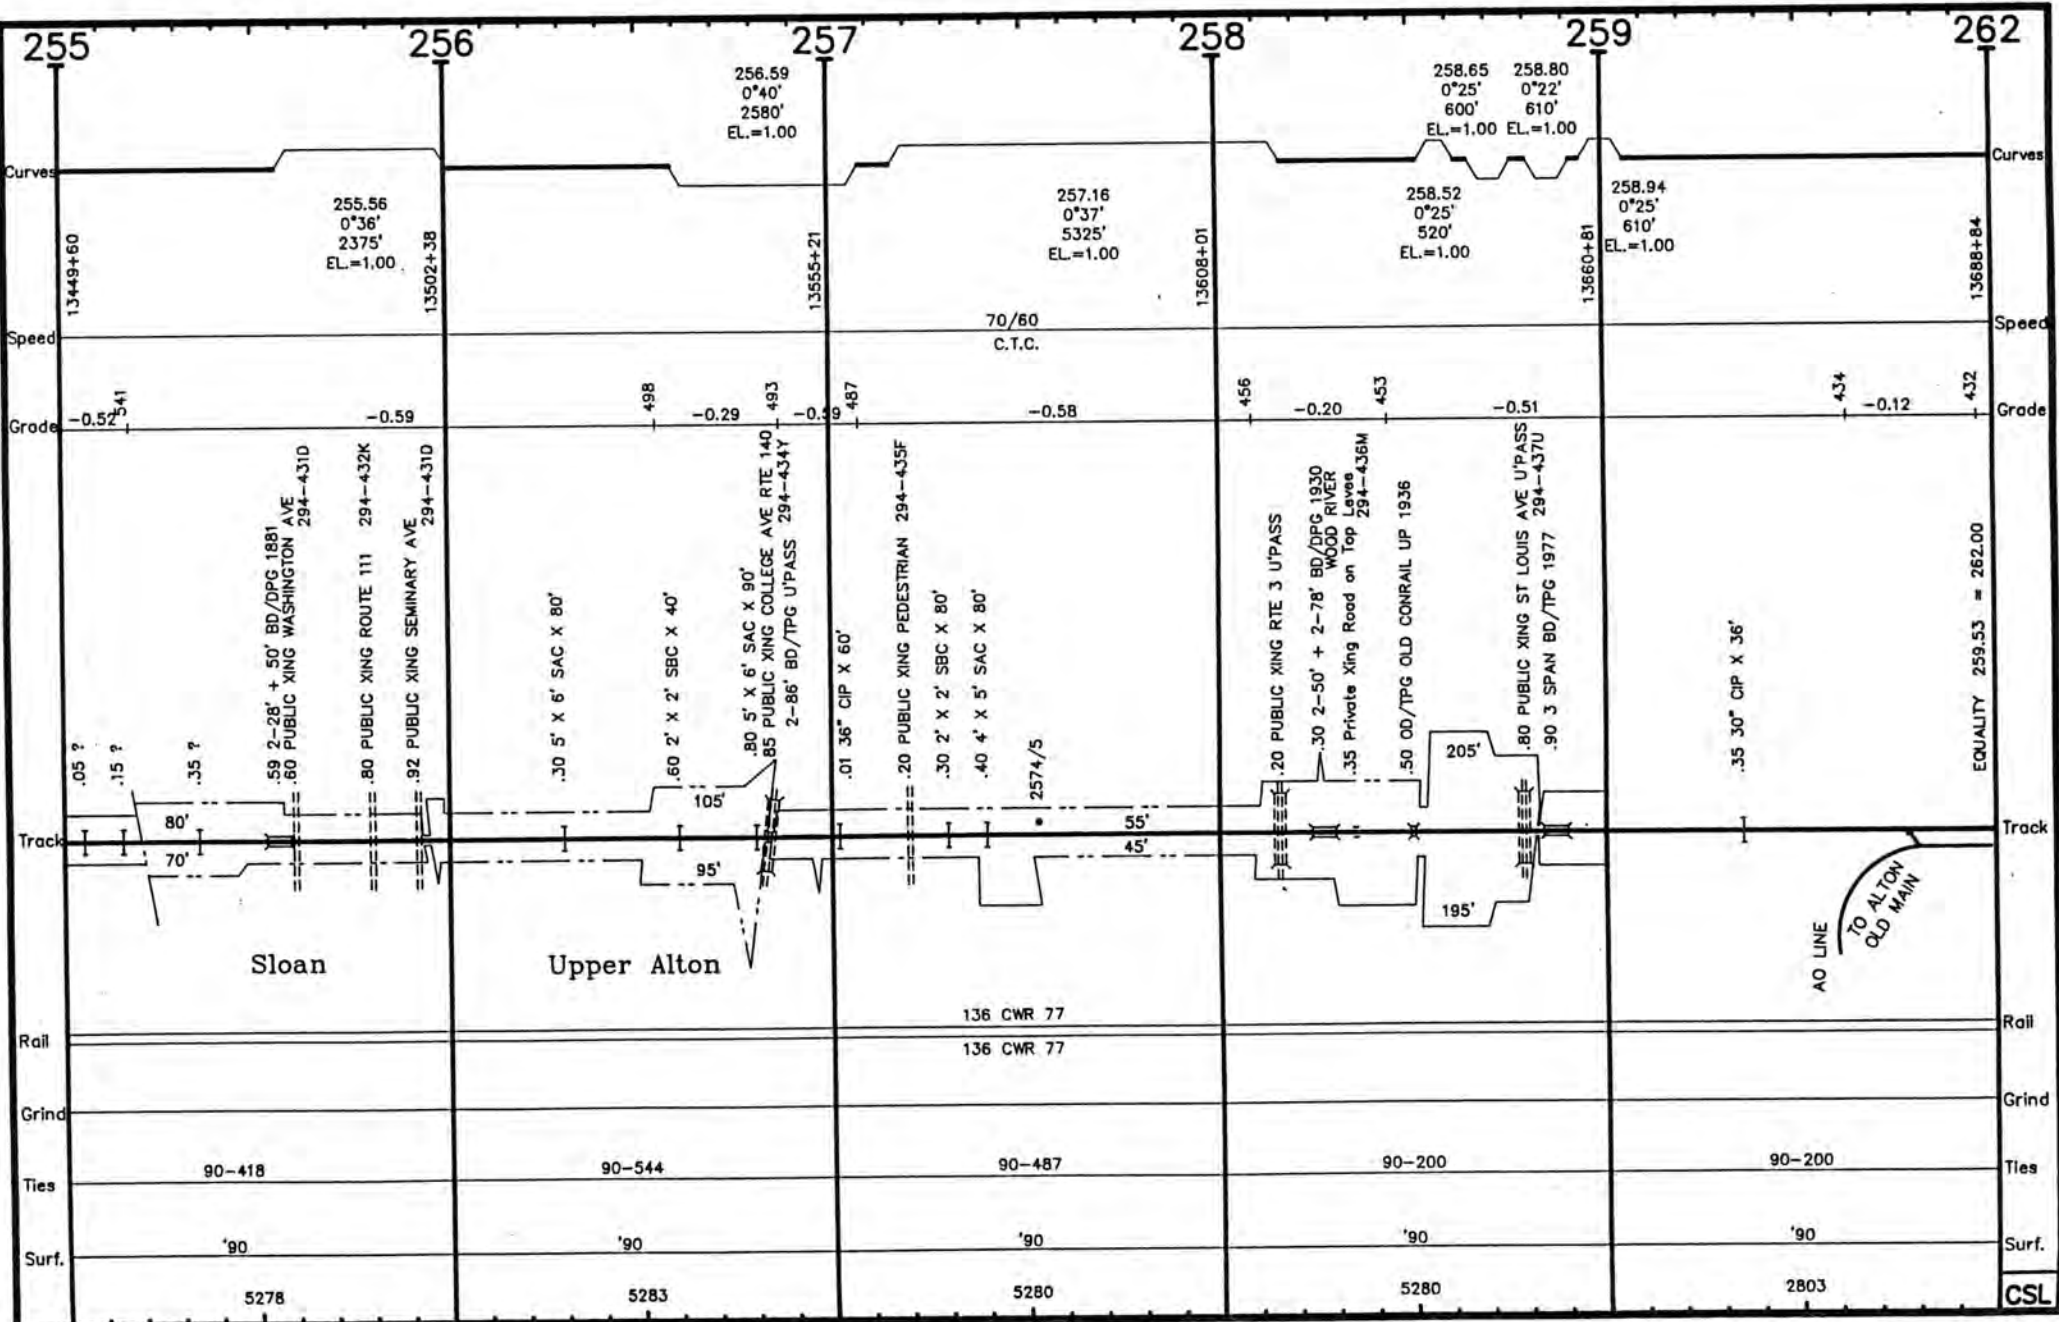 255
256
257
258
259
262
256.59
0°40'
2580'
EL.=1.00
258.65
0°25'
600'
EL.=1.00
258.80
0°22'
610'
EL.=1.00
Curves
Curves
255.56
0°36'
2375'
EL.=1.00
257.16
0°37'
5325'
EL.=1.00
258.52
0°25'
520'
EL.=1.00
258.94
0°25'
610'
EL.=1.00
13449+60
13502+38
13555+21
13608+01
13660+81
13688+84
Speed
70/60
C.T.C.
Speed
Grade
-0.52
541
-0.59
498
-0.29
493
487
-0.58
456
-0.20
453
-0.51
434
-0.12
432
Grade
.05 ?
.15 ?
.35 ?
.59 2-28' + 50' BD/DPG 1881
.60 PUBLIC XING WASHINGTON AVE
294-431D
.80 PUBLIC XING ROUTE 111 294-432K
.92 PUBLIC XING SEMINARY AVE
294-431D
.30 5' X 6' SAC X 80'
.60 2' X 2' SBC X 40'
.80 5' X 6' SAC X 90'
.85 PUBLIC XING COLLEGE AVE RTE 140
2-86' BD/TPG U'PASS 294-434Y
.01 36" CIP X 60'
.20 PUBLIC XING PEDESTRIAN 294-435F
.30 2' X 2' SBC X 80'
.40 4' X 5' SAC X 80'
2574/5
.20 PUBLIC XING RTE 3 U'PASS
.30 2-50' + 2-78' BD/DPG 1930
WOOD RIVER
.35 Private Xing Road on Top Levee
294-436M
.50 OD/TPG OLD CONRAIL UP 1936
.80 PUBLIC XING ST LOUIS AVE U'PASS
294-437U
.90 3 SPAN BD/TPG 1977
.35 30" CIP X 36'
EQUALITY 259.53 = 262.00
Track
80'
70'
105'
95'
55'
45'
205'
195'
Track
Sloan
Upper Alton
AO LINE
TO ALTON
OLD MAIN
Rail
136 CWR 77
136 CWR 77
Rail
Grind
Grind
Ties
90-418
90-544
90-487
90-200
90-200
Ties
Surf.
'90
'90
'90
'90
'90
Surf.
5278
5283
5280
5280
2803
CSL